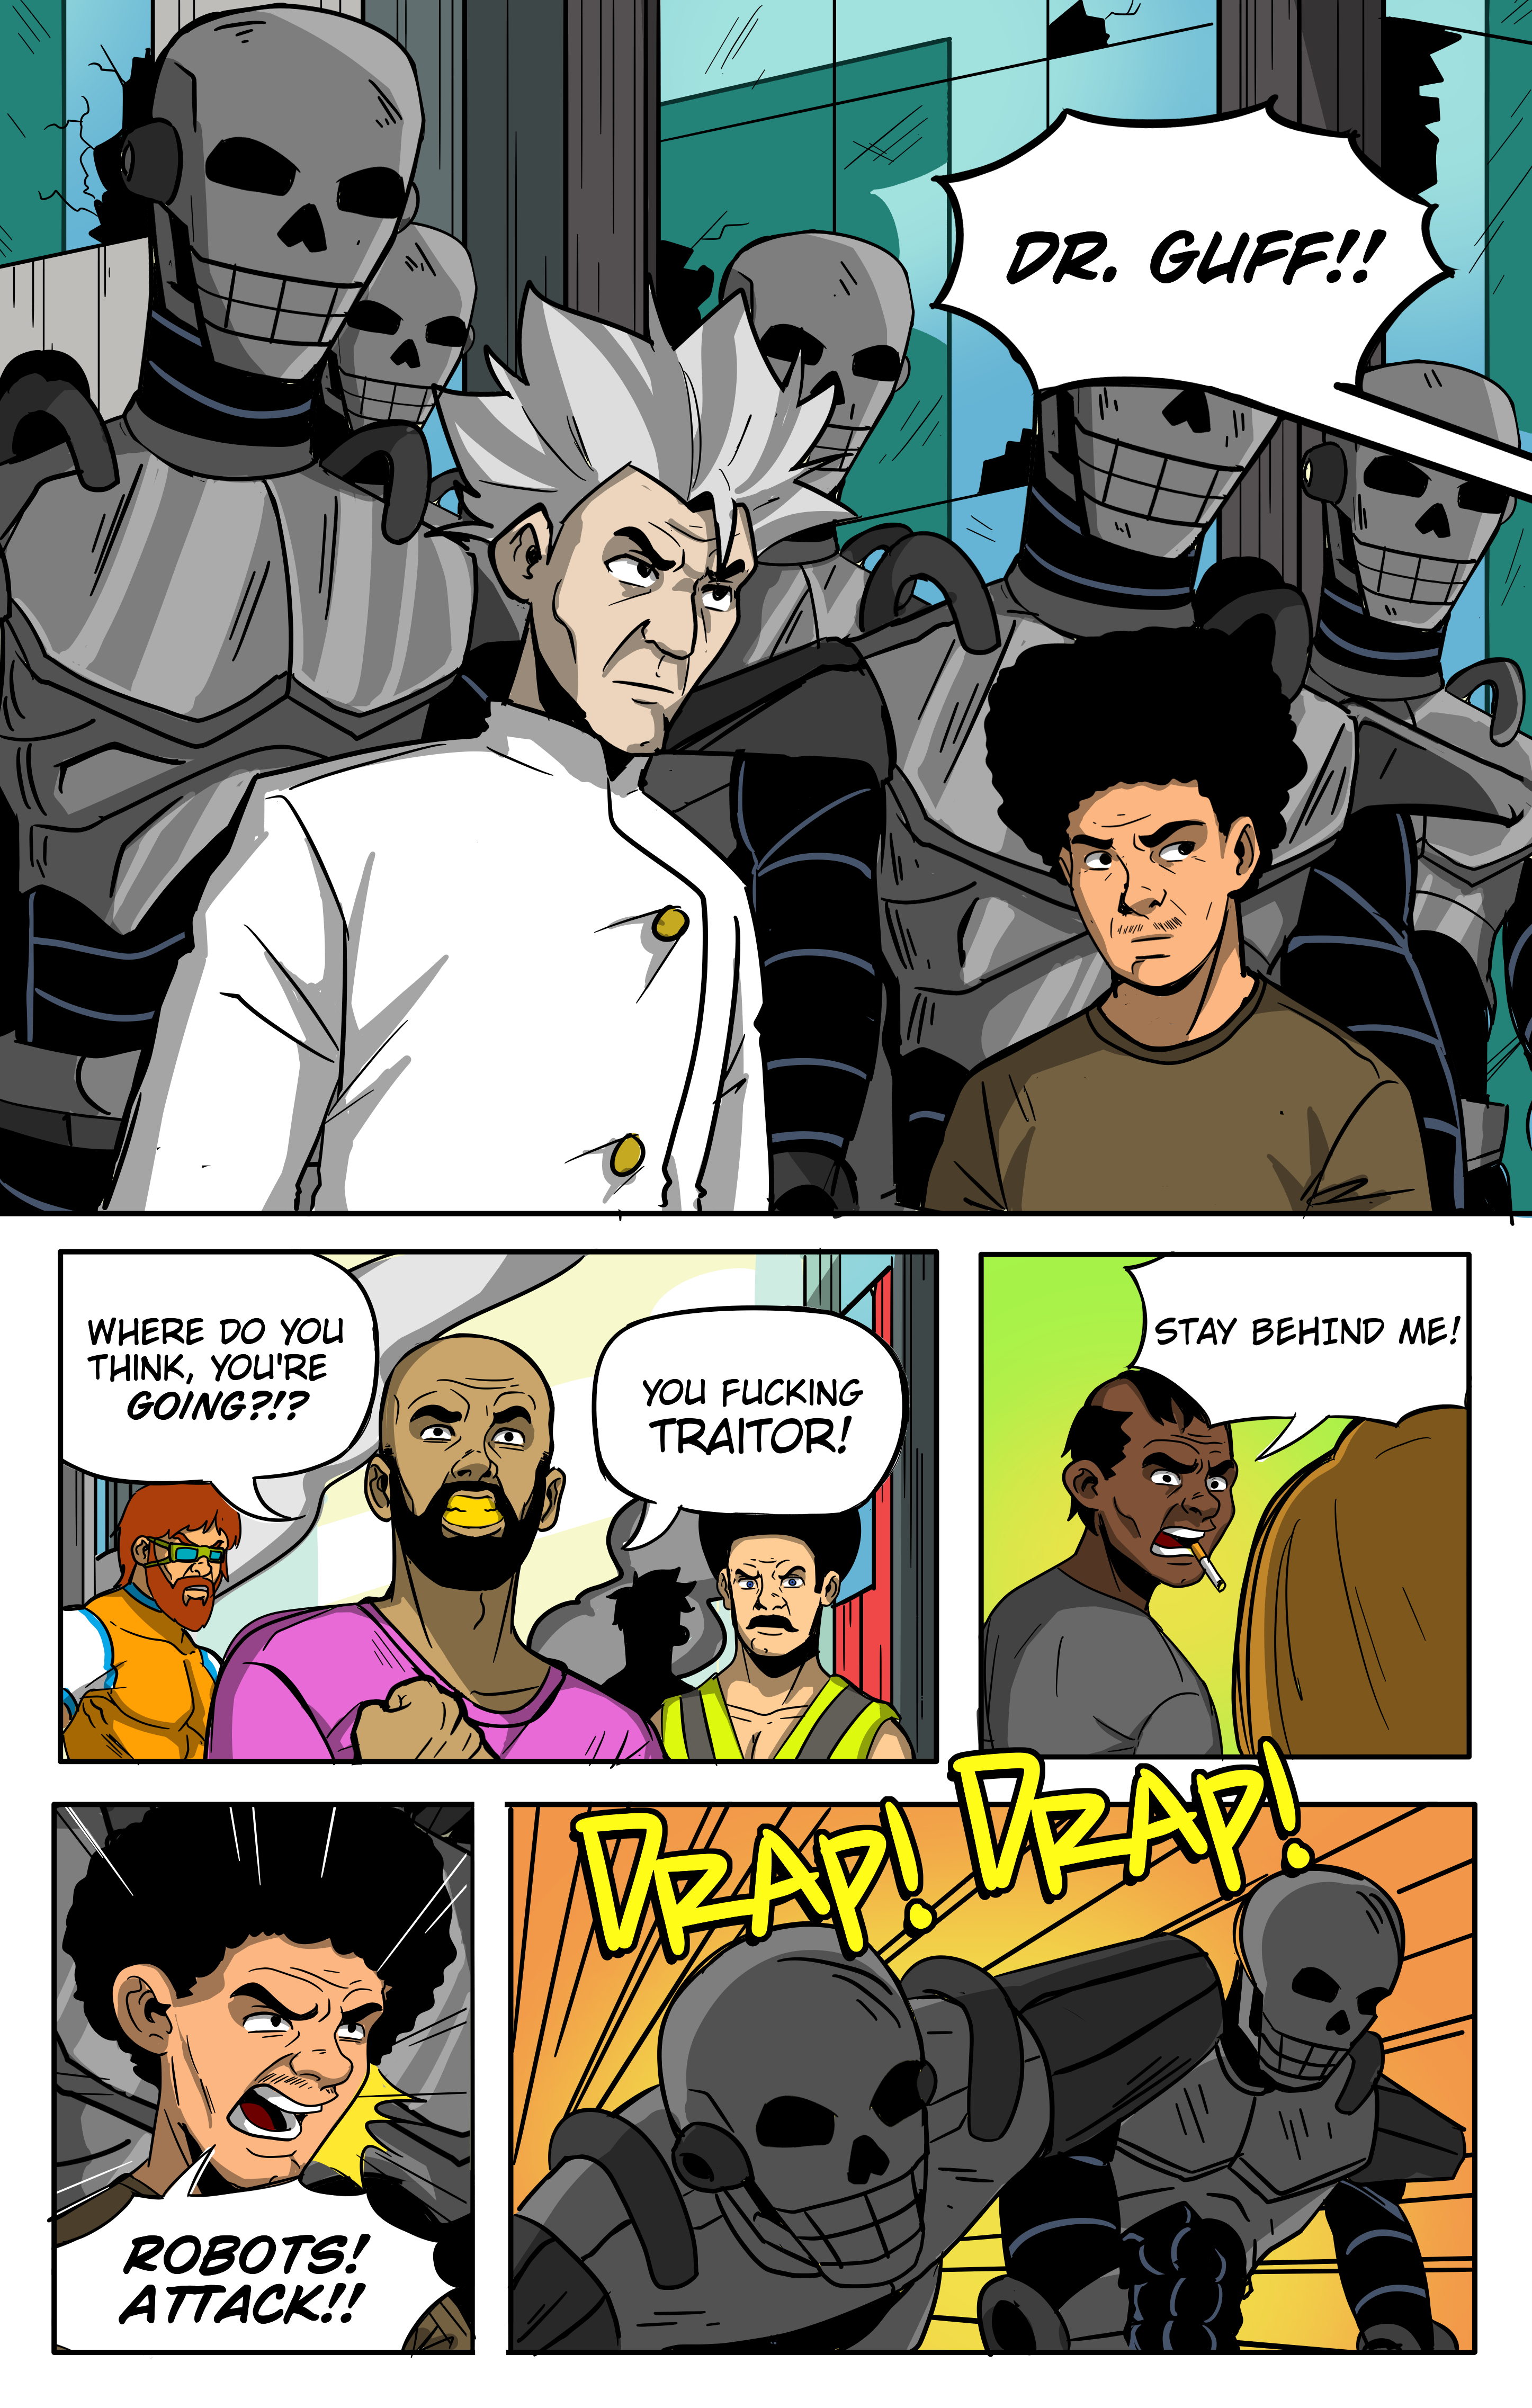 DR. GUFF!!
WHERE DO YOU
THINK, YOU'RE
GOING?!?
YOU FUCKING
TRAITOR!
STAY BEHIND ME!
DRAP! DRAP!
ROBOTS!
ATTACK!!